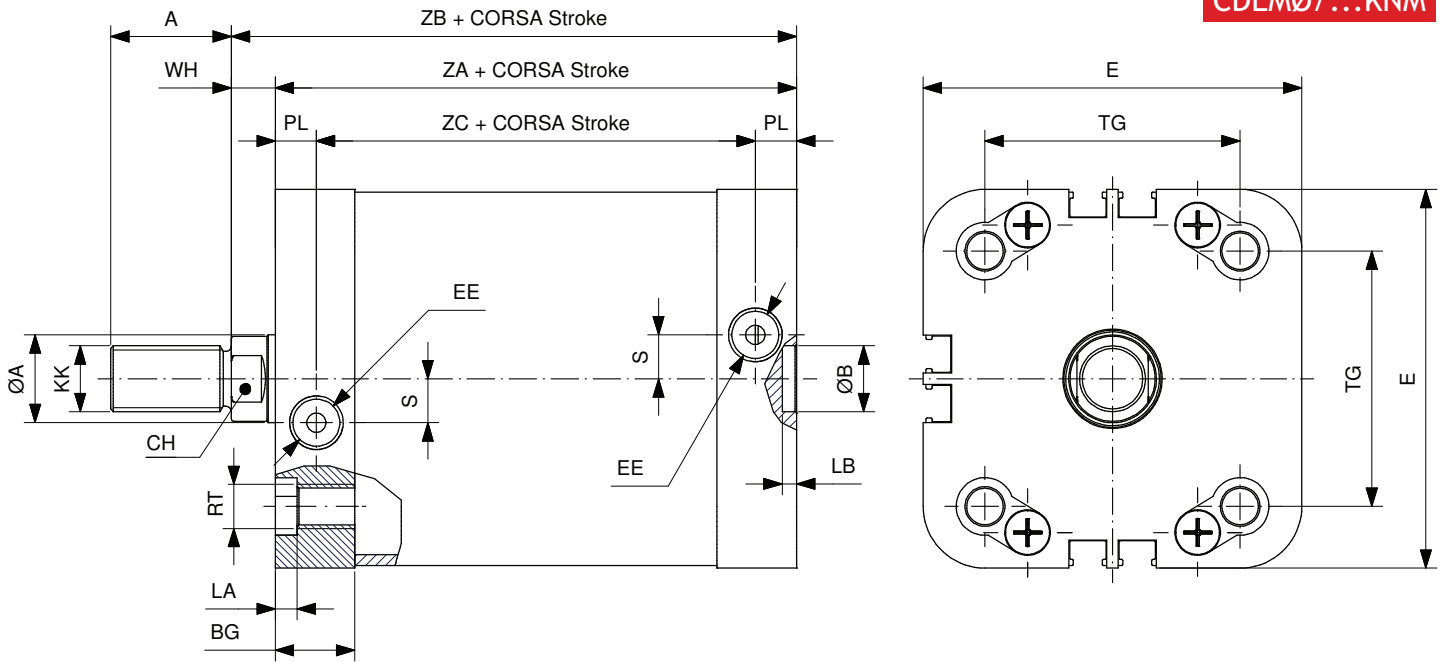 CDEMØ7...KNM
A
ZB + CORSA Stroke
WH
ZA + CORSA Stroke
E
PL
ZC + CORSA Stroke
PL
TG
EE
S
ØA
KK
S
ØB
TG
E
CH
EE
LB
RT
LA
BG